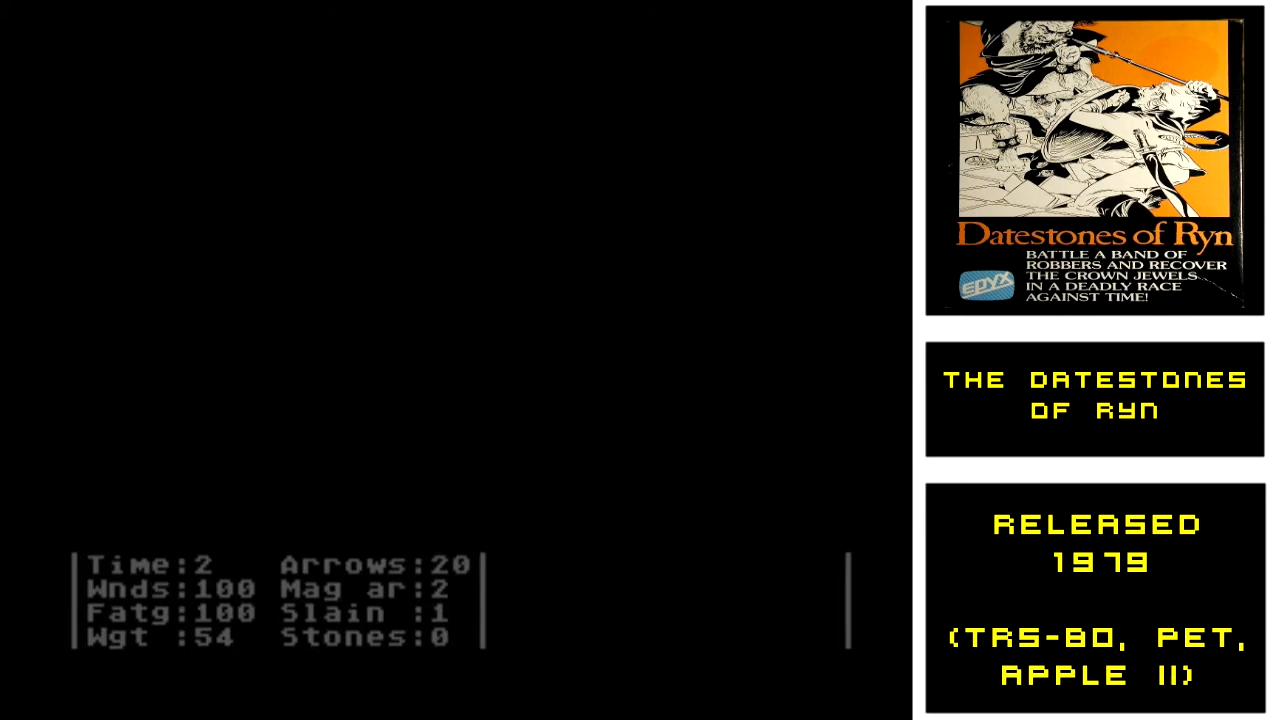 Time:2 Arrows:20
Wnds:100 Mag ar:2
Fatg:100 Slain :1
Wgt :54 Stones:0
Datestones of Ryn
BATTLE A BAND OF
ROBBERS AND RECOVER
THE CROWN JEWELS
IN A DEADLY RACE
AGAINST TIME!
EPYX
THE DATESTONES
OF RYN
RELEASED
1979
(TRS-80, PET,
APPLE II)